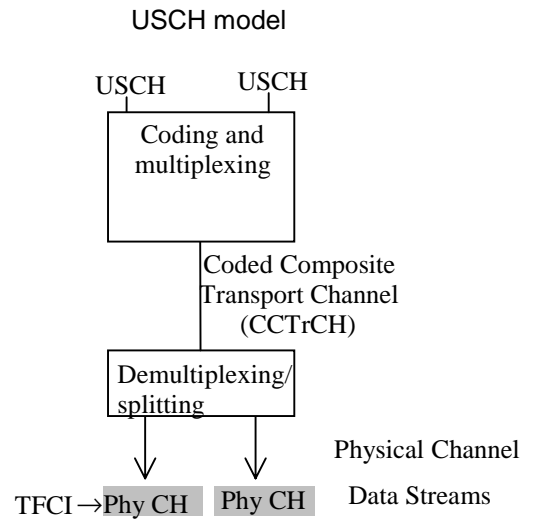 USCH model
USCH USCH
Coding and
multiplexing
Coded Composite
Transport Channel
(CCTrCH)
Demultiplexing/
splitting
Physical Channel
Data Streams
TFCI → Phy CH Phy CH